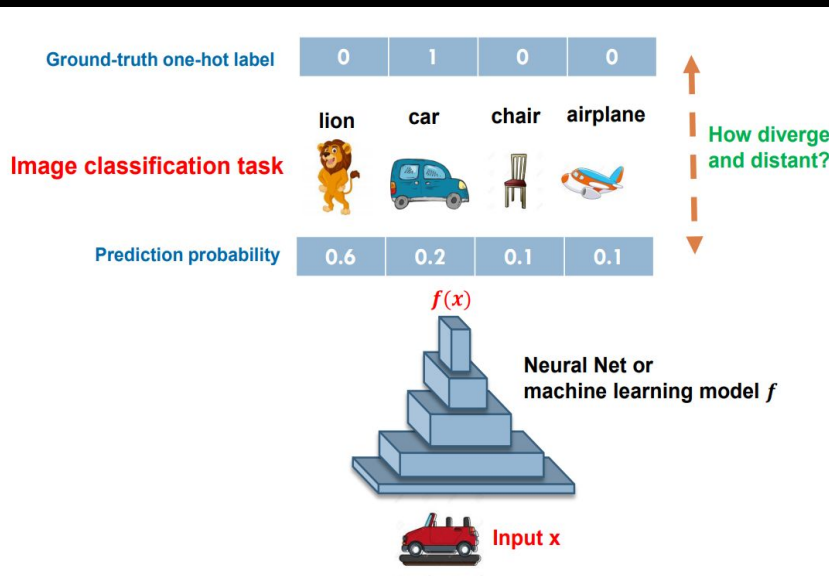 Ground-truth one-hot label
0 1 0 0
lion car chair airplane
Image classification task
How diverge
and distant?
Prediction probability
0.6 0.2 0.1 0.1
f(x)
Neural Net or
machine learning model f
Input x